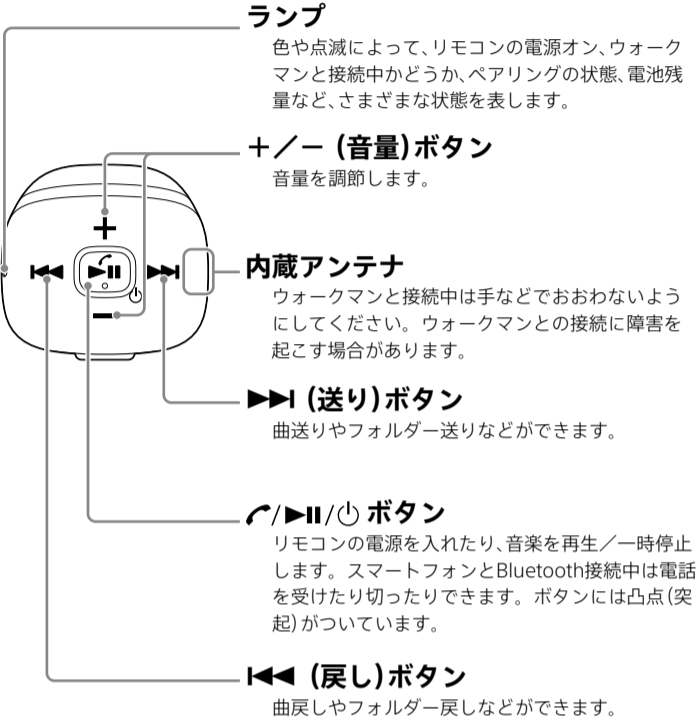 ランプ
色や点滅によって、リモコンの電源オン、ウォーク
マンと接続中かどうか、ペアリングの状態、電池残
量など、さまざまな状態を表します。
＋／－（音量）ボタン
音量を調節します。
内蔵アンテナ
ウォークマンと接続中は手などでおおわないよう
にしてください。ウォークマンとの接続に障害を
起こす場合があります。
（送り）ボタン
曲送りやフォルダー送りなどができます。
/ / ボタン
リモコンの電源を入れたり、音楽を再生／一時停止
します。スマートフォンとBluetooth接続中は電話
を受けたり切ったりできます。ボタンには凸点（突
起）がついています。
（戻し）ボタン
曲戻しやフォルダー戻しなどができます。